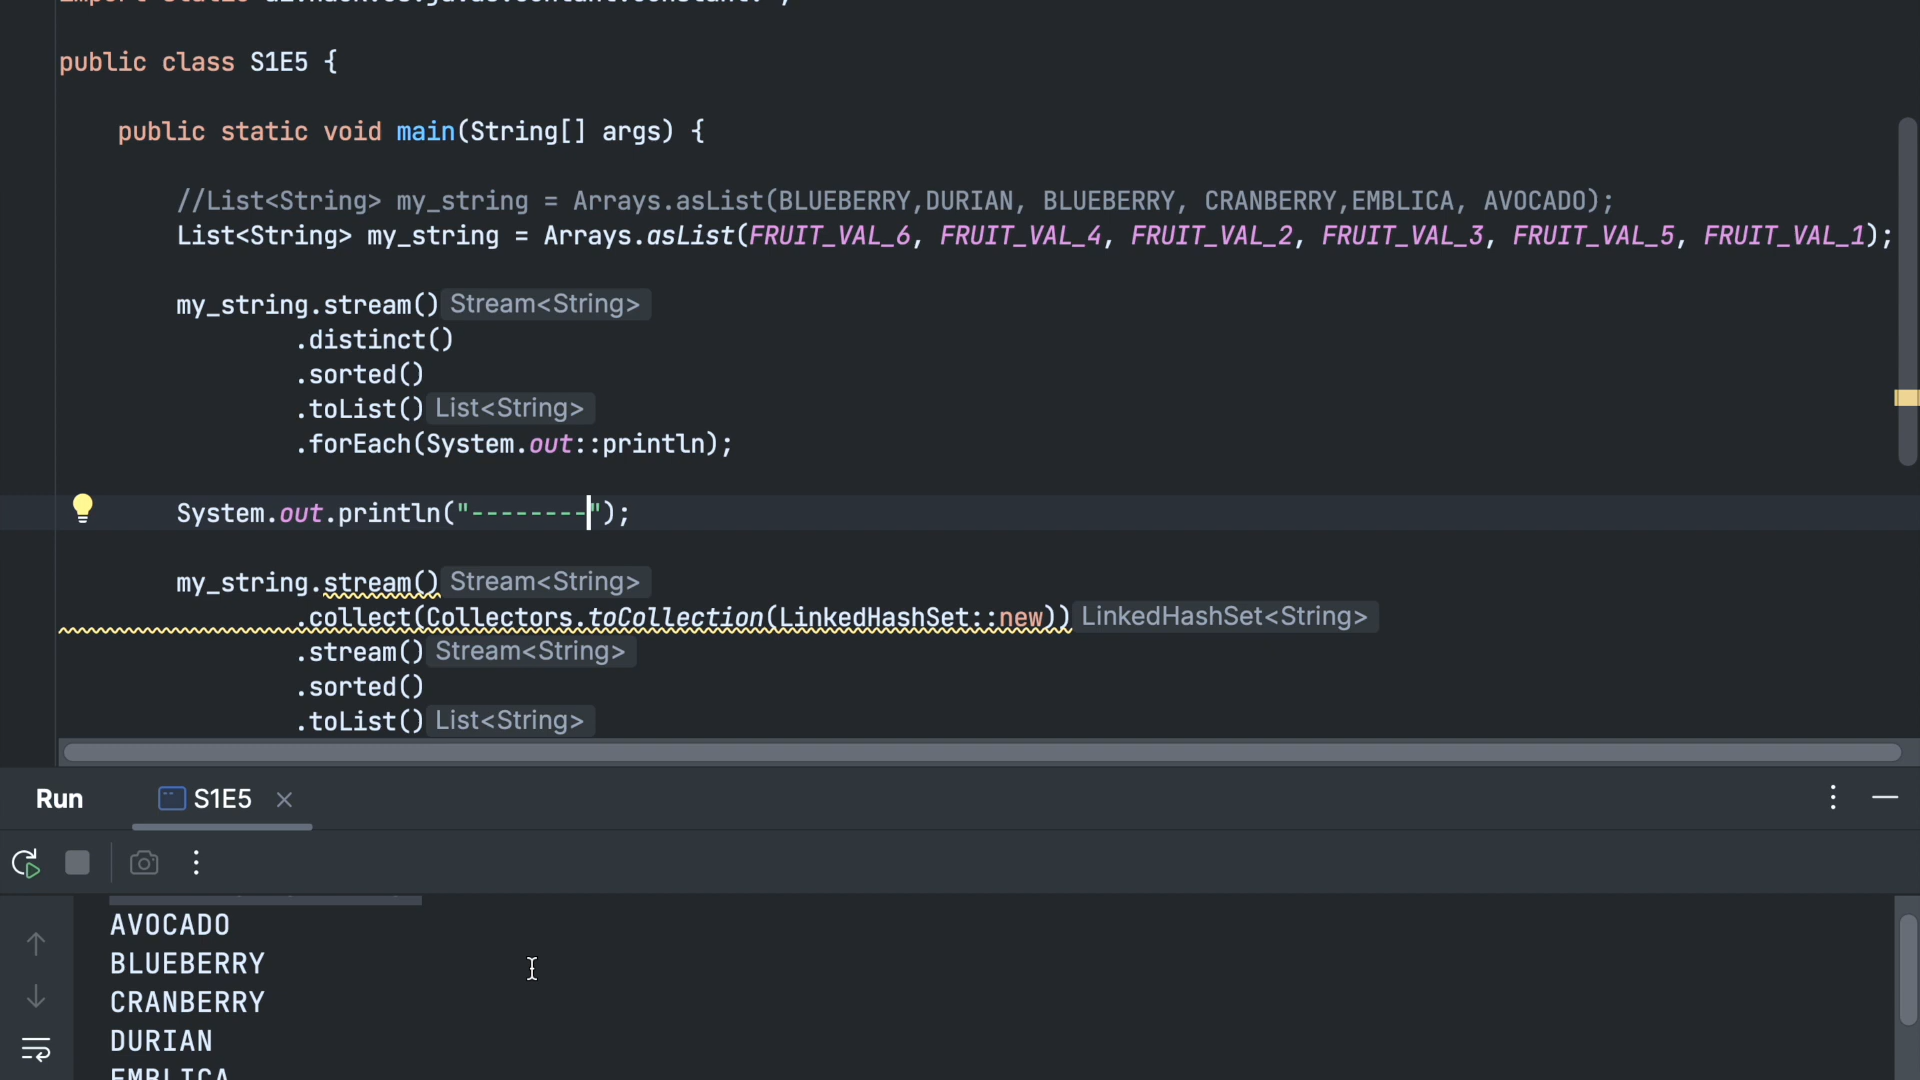 public class S1E5 {
public static void main(String[] args) {
//List<String> my_string = Arrays.asList(BLUEBERRY,DURIAN, BLUEBERRY, CRANBERRY,EMBLICA, AVOCADO);
List<String> my_string = Arrays.asList(FRUIT_VAL_6, FRUIT_VAL_4, FRUIT_VAL_2, FRUIT_VAL_3, FRUIT_VAL_5, FRUIT_VAL_1);
my_string.stream() Stream<String>
.distinct()
.sorted()
.toList() List<String>
.forEach(System.out::println);
System.out.println("--------");
my_string.stream() Stream<String>
.collect(Collectors.toCollection(LinkedHashSet::new)) LinkedHashSet<String>
.stream() Stream<String>
.sorted()
.toList() List<String>
Run S1E5
AVOCADO
BLUEBERRY
CRANBERRY
DURIAN
EMBLICA